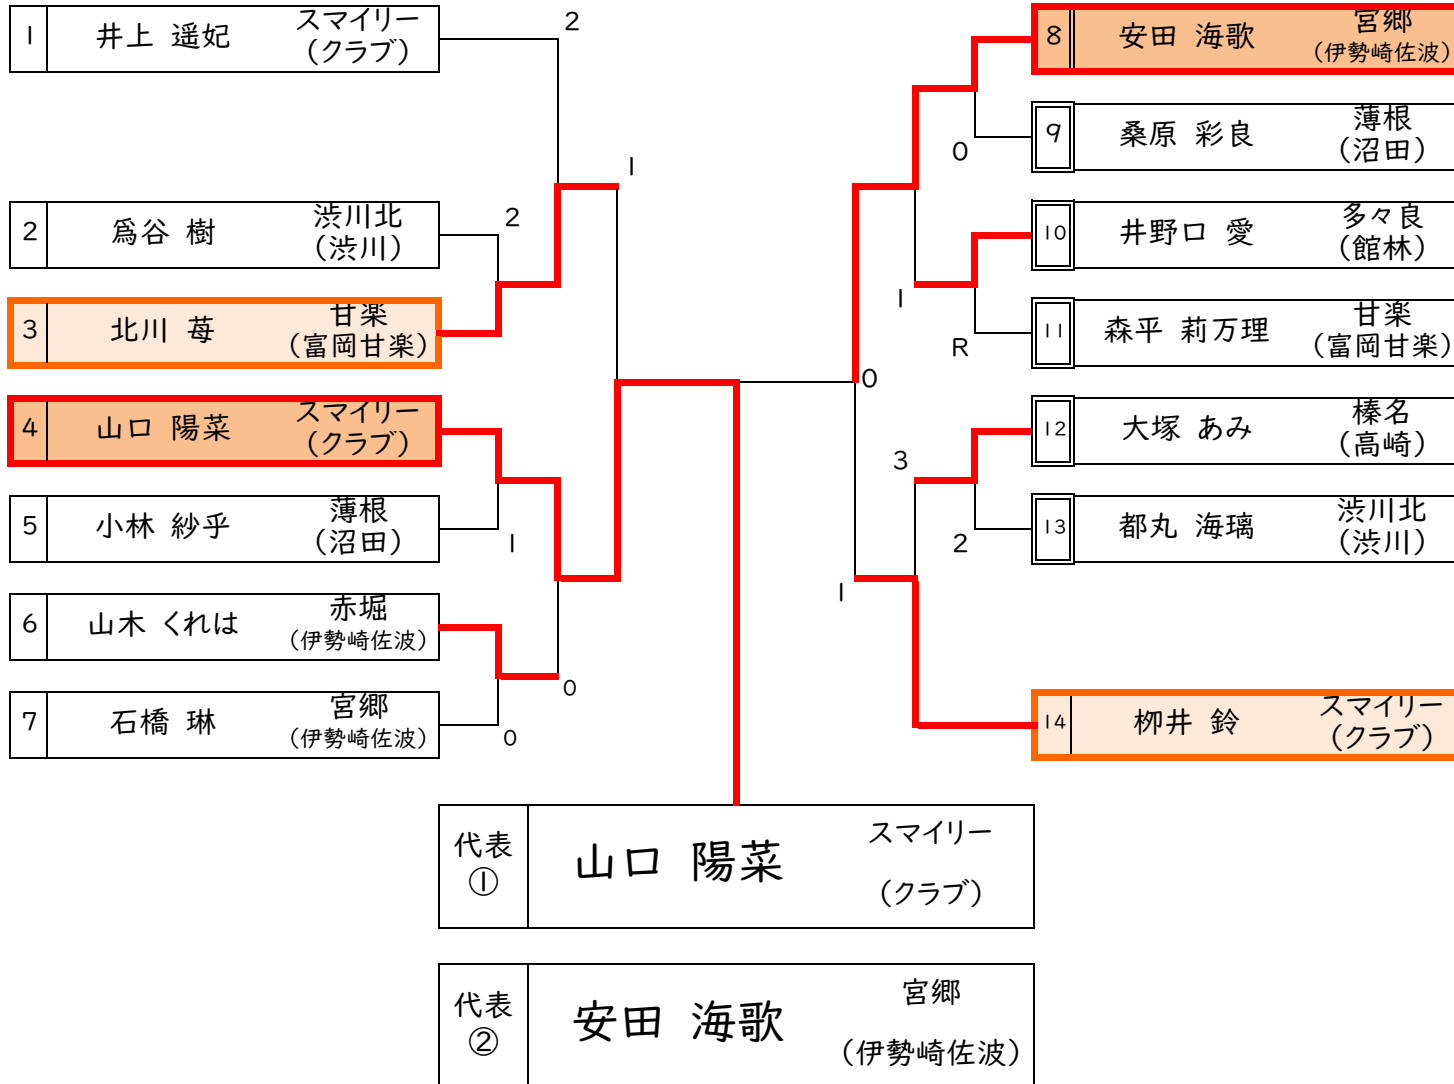 1 井上 遥妃 スマイリー
(クラブ)
2
2 爲谷 樹 渋川北
(渋川)
2
3 北川 苺 甘楽
(富岡甘楽)
1
4 山口 陽菜 スマイリー
(クラブ)
5 小林 紗乎 薄根
(沼田)
1
6 山木 くれは 赤堀
(伊勢崎佐波)
0
7 石橋 琳 宮郷
(伊勢崎佐波)
0
8 安田 海歌 宮郷
(伊勢崎佐波)
9 桑原 彩良 薄根
(沼田)
0
10 井野口 愛 多々良
(館林)
1
11 森平 莉万理 甘楽
(富岡甘楽)
R
0
12 大塚 あみ 榛名
(高崎)
3
13 都丸 海璃 渋川北
(渋川)
2
1
14 栁井 鈴 スマイリー
(クラブ)
代表
① 山口 陽菜 スマイリー
(クラブ)
代表
② 安田 海歌 宮郷
(伊勢崎佐波)